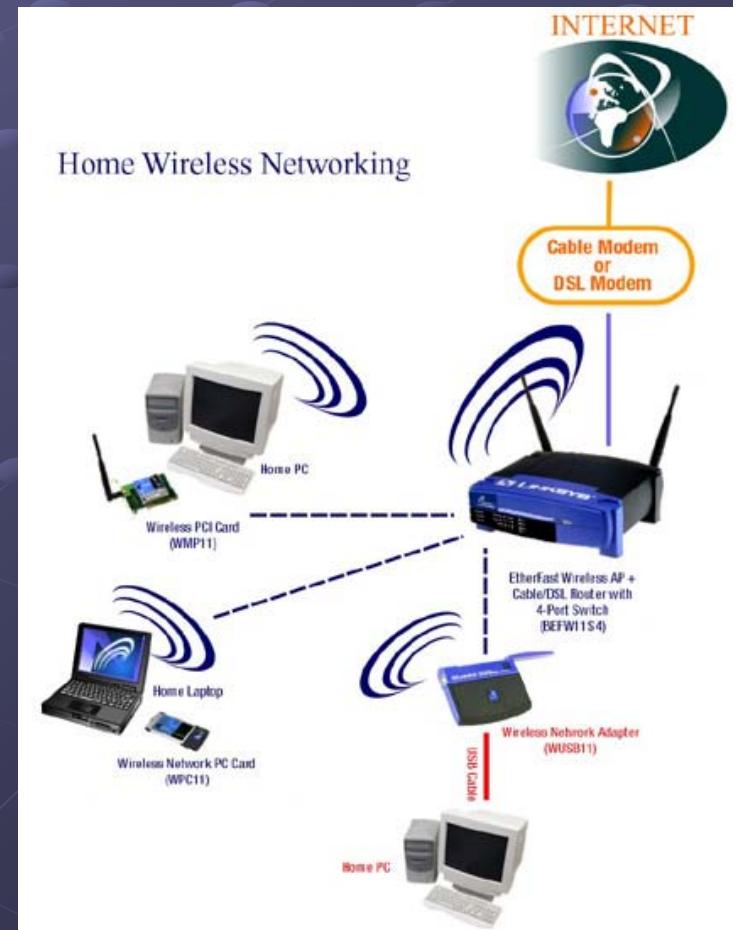 INTERNET
Home Wireless Networking
Cable Modem
or
DSL Modem
Home PC
LINKSYS
Wireless PCI Card
(WMP11)
EtherFast Wireless AP +
Cable/DSL Router with
4-Port Switch
(BEFW11S4)
Home Laptop
Wireless Network PC Card
(WPC11)
Wireless Network Adapter
(WUSB11)
USB Cable
Home PC